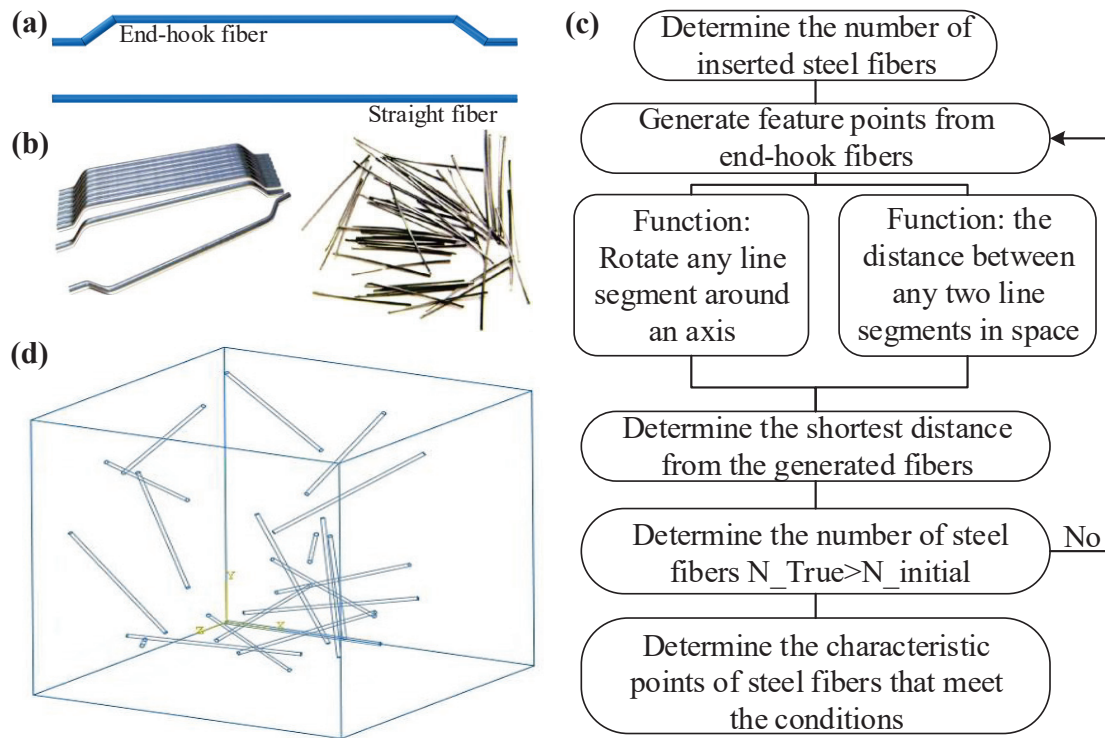 (a)
End-hook fiber
Straight fiber
(b)
(c)
Determine the number of
inserted steel fibers
Generate feature points from
end-hook fibers
Function:
Rotate any line
segment around
an axis
Function: the
distance between
any two line
segments in space
Determine the shortest distance
from the generated fibers
Determine the number of steel
fibers N_True>N_initial
No
Determine the characteristic
points of steel fibers that meet
the conditions
(d)
Y
Z
X